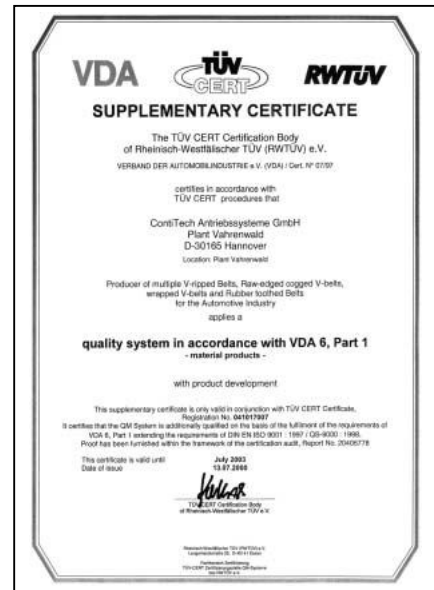 VDA
TÜV
CERT
RWTÜV
SUPPLEMENTARY CERTIFICATE
The TÜV CERT Certification Body
of Rheinisch-Westfälischer TÜV (RWTÜV) e.V.
VERBAND DER AUTOMOBILINDUSTRIE e.V. (VDA) / Cert. Nº 07/97
certifies in accordance with
TÜV CERT procedures that
ContiTech Antriebssysteme GmbH
Plant Vahrenwald
D-30165 Hannover
Location: Plant Vahrenwald
Producer of multiple V-ripped Belts, Raw-edged cogged V-belts,
wrapped V-belts and Rubber toothed Belts
for the Automotive Industry
applies a
quality system in accordance with VDA 6, Part 1
- material products -
with product development
This supplementary certificate is only valid in conjunction with TÜV CERT Certificate,
Registration No. 041017007
It certifies that the QM System is additionally qualified on the basis of the fulfilment of the requirements of
VDA 6, Part 1 extending the requirements of DIN EN ISO 9001 : 1997 / QS-9000 : 1998.
Proof has been furnished within the framework of the certification audit, Report No. 20406778
This certificate is valid until July 2003
Date of issue 13.07.2000
TÜV CERT Certification Body
of Rheinisch-Westfälischer TÜV e.V.
Rheinisch-Westfälischer TÜV (RWTÜV) e.V.